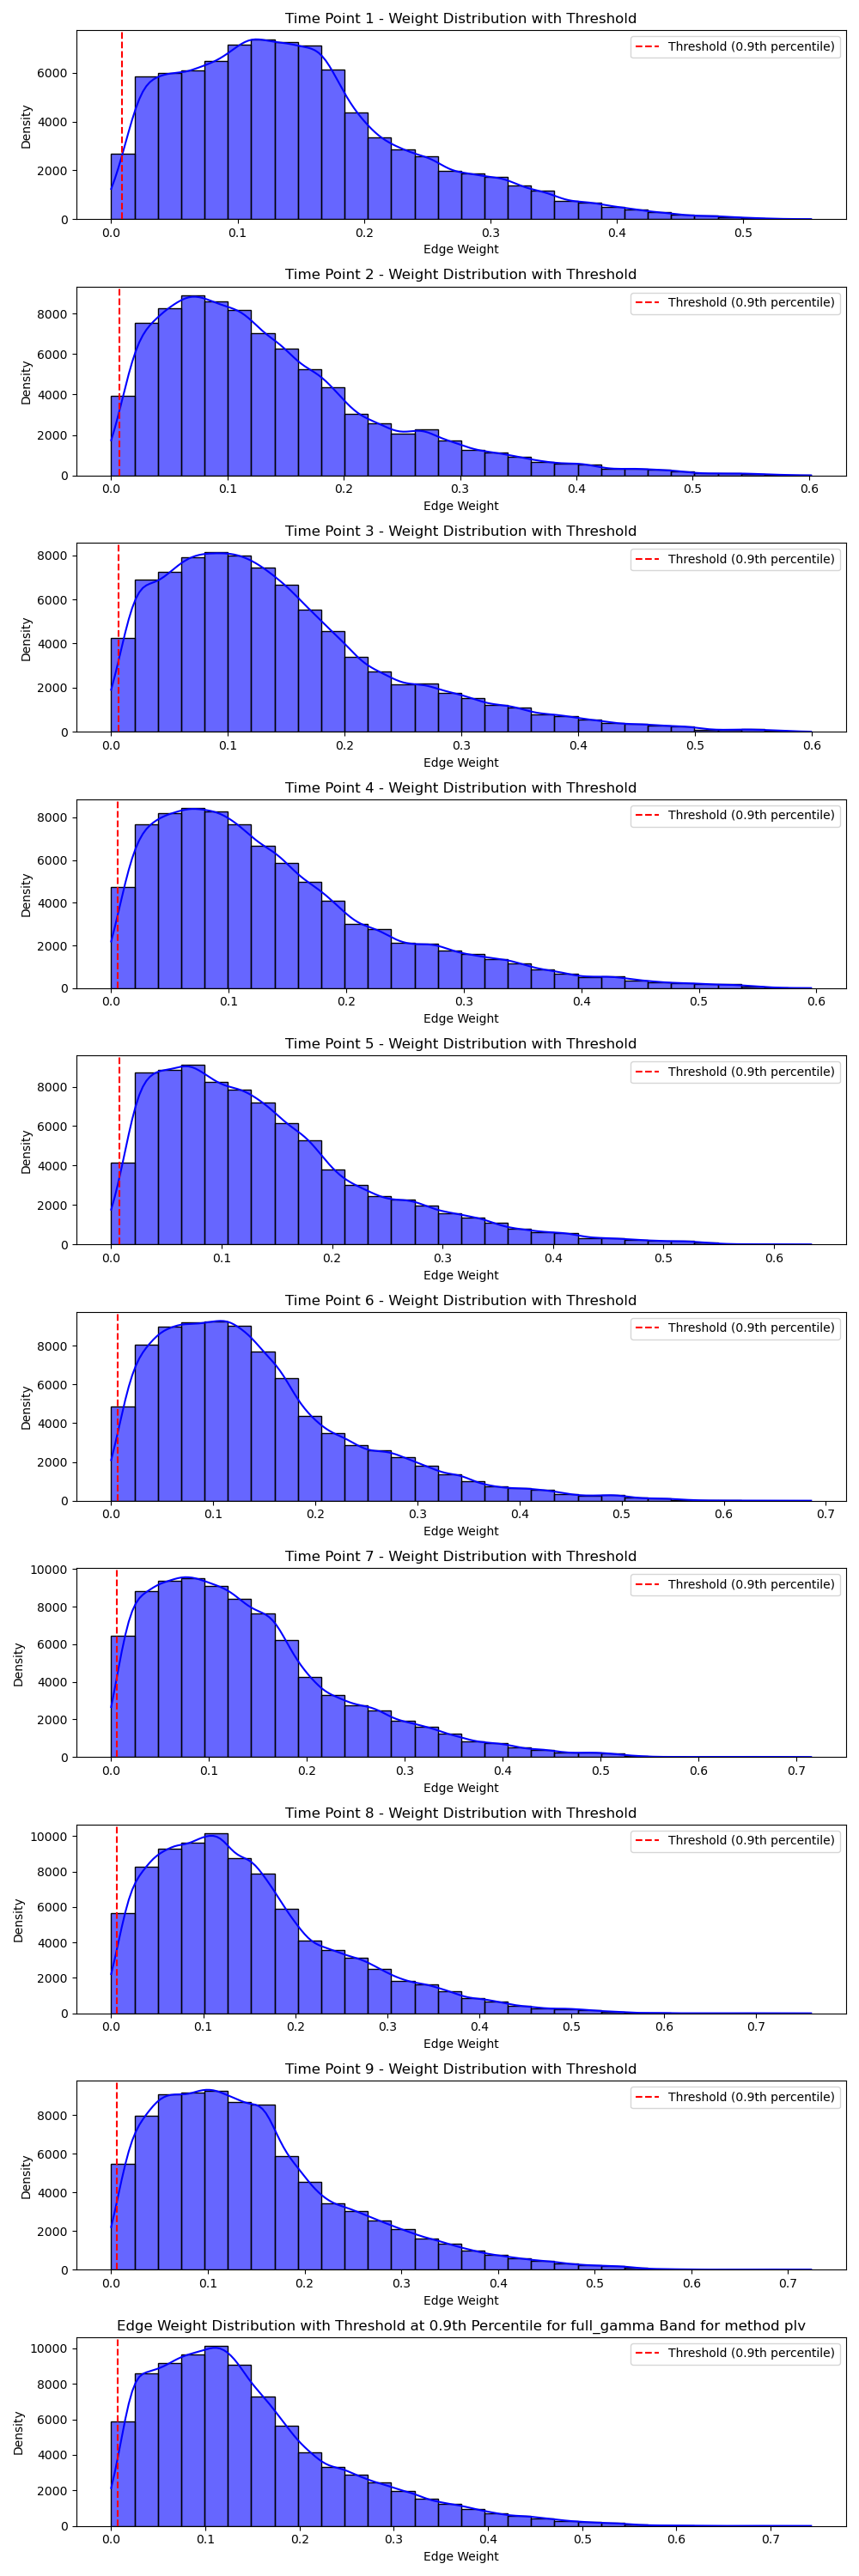 Time Point 1 - Weight Distribution with Threshold
Threshold (0.9th percentile)
Density
6000
4000
2000
0
0.0 0.1 0.2 0.3 0.4 0.5
Edge Weight
Time Point 2 - Weight Distribution with Threshold
Threshold (0.9th percentile)
Density
8000
6000
4000
2000
0
0.0 0.1 0.2 0.3 0.4 0.5 0.6
Edge Weight
Time Point 3 - Weight Distribution with Threshold
Threshold (0.9th percentile)
Density
8000
6000
4000
2000
0
0.0 0.1 0.2 0.3 0.4 0.5 0.6
Edge Weight
Time Point 4 - Weight Distribution with Threshold
Threshold (0.9th percentile)
Density
8000
6000
4000
2000
0
0.0 0.1 0.2 0.3 0.4 0.5 0.6
Edge Weight
Time Point 5 - Weight Distribution with Threshold
Threshold (0.9th percentile)
Density
8000
6000
4000
2000
0
0.0 0.1 0.2 0.3 0.4 0.5 0.6
Edge Weight
Time Point 6 - Weight Distribution with Threshold
Threshold (0.9th percentile)
Density
8000
6000
4000
2000
0
0.0 0.1 0.2 0.3 0.4 0.5 0.6 0.7
Edge Weight
Time Point 7 - Weight Distribution with Threshold
Threshold (0.9th percentile)
Density
10000
8000
6000
4000
2000
0
0.0 0.1 0.2 0.3 0.4 0.5 0.6 0.7
Edge Weight
Time Point 8 - Weight Distribution with Threshold
Threshold (0.9th percentile)
Density
10000
8000
6000
4000
2000
0
0.0 0.1 0.2 0.3 0.4 0.5 0.6 0.7
Edge Weight
Time Point 9 - Weight Distribution with Threshold
Threshold (0.9th percentile)
Density
8000
6000
4000
2000
0
0.0 0.1 0.2 0.3 0.4 0.5 0.6 0.7
Edge Weight
Edge Weight Distribution with Threshold at 0.9th Percentile for full_gamma Band for method plv
Threshold (0.9th percentile)
Density
10000
8000
6000
4000
2000
0
0.0 0.1 0.2 0.3 0.4 0.5 0.6 0.7
Edge Weight